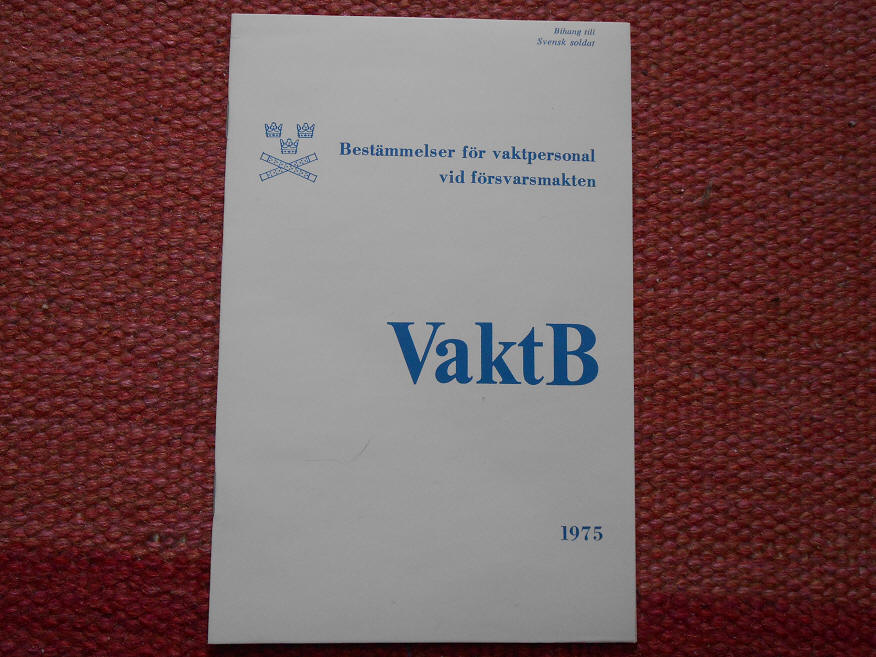 Bihang till
Svensk soldat
Bestämmelser för vaktpersonal
vid försvarsmakten
VaktB
1975